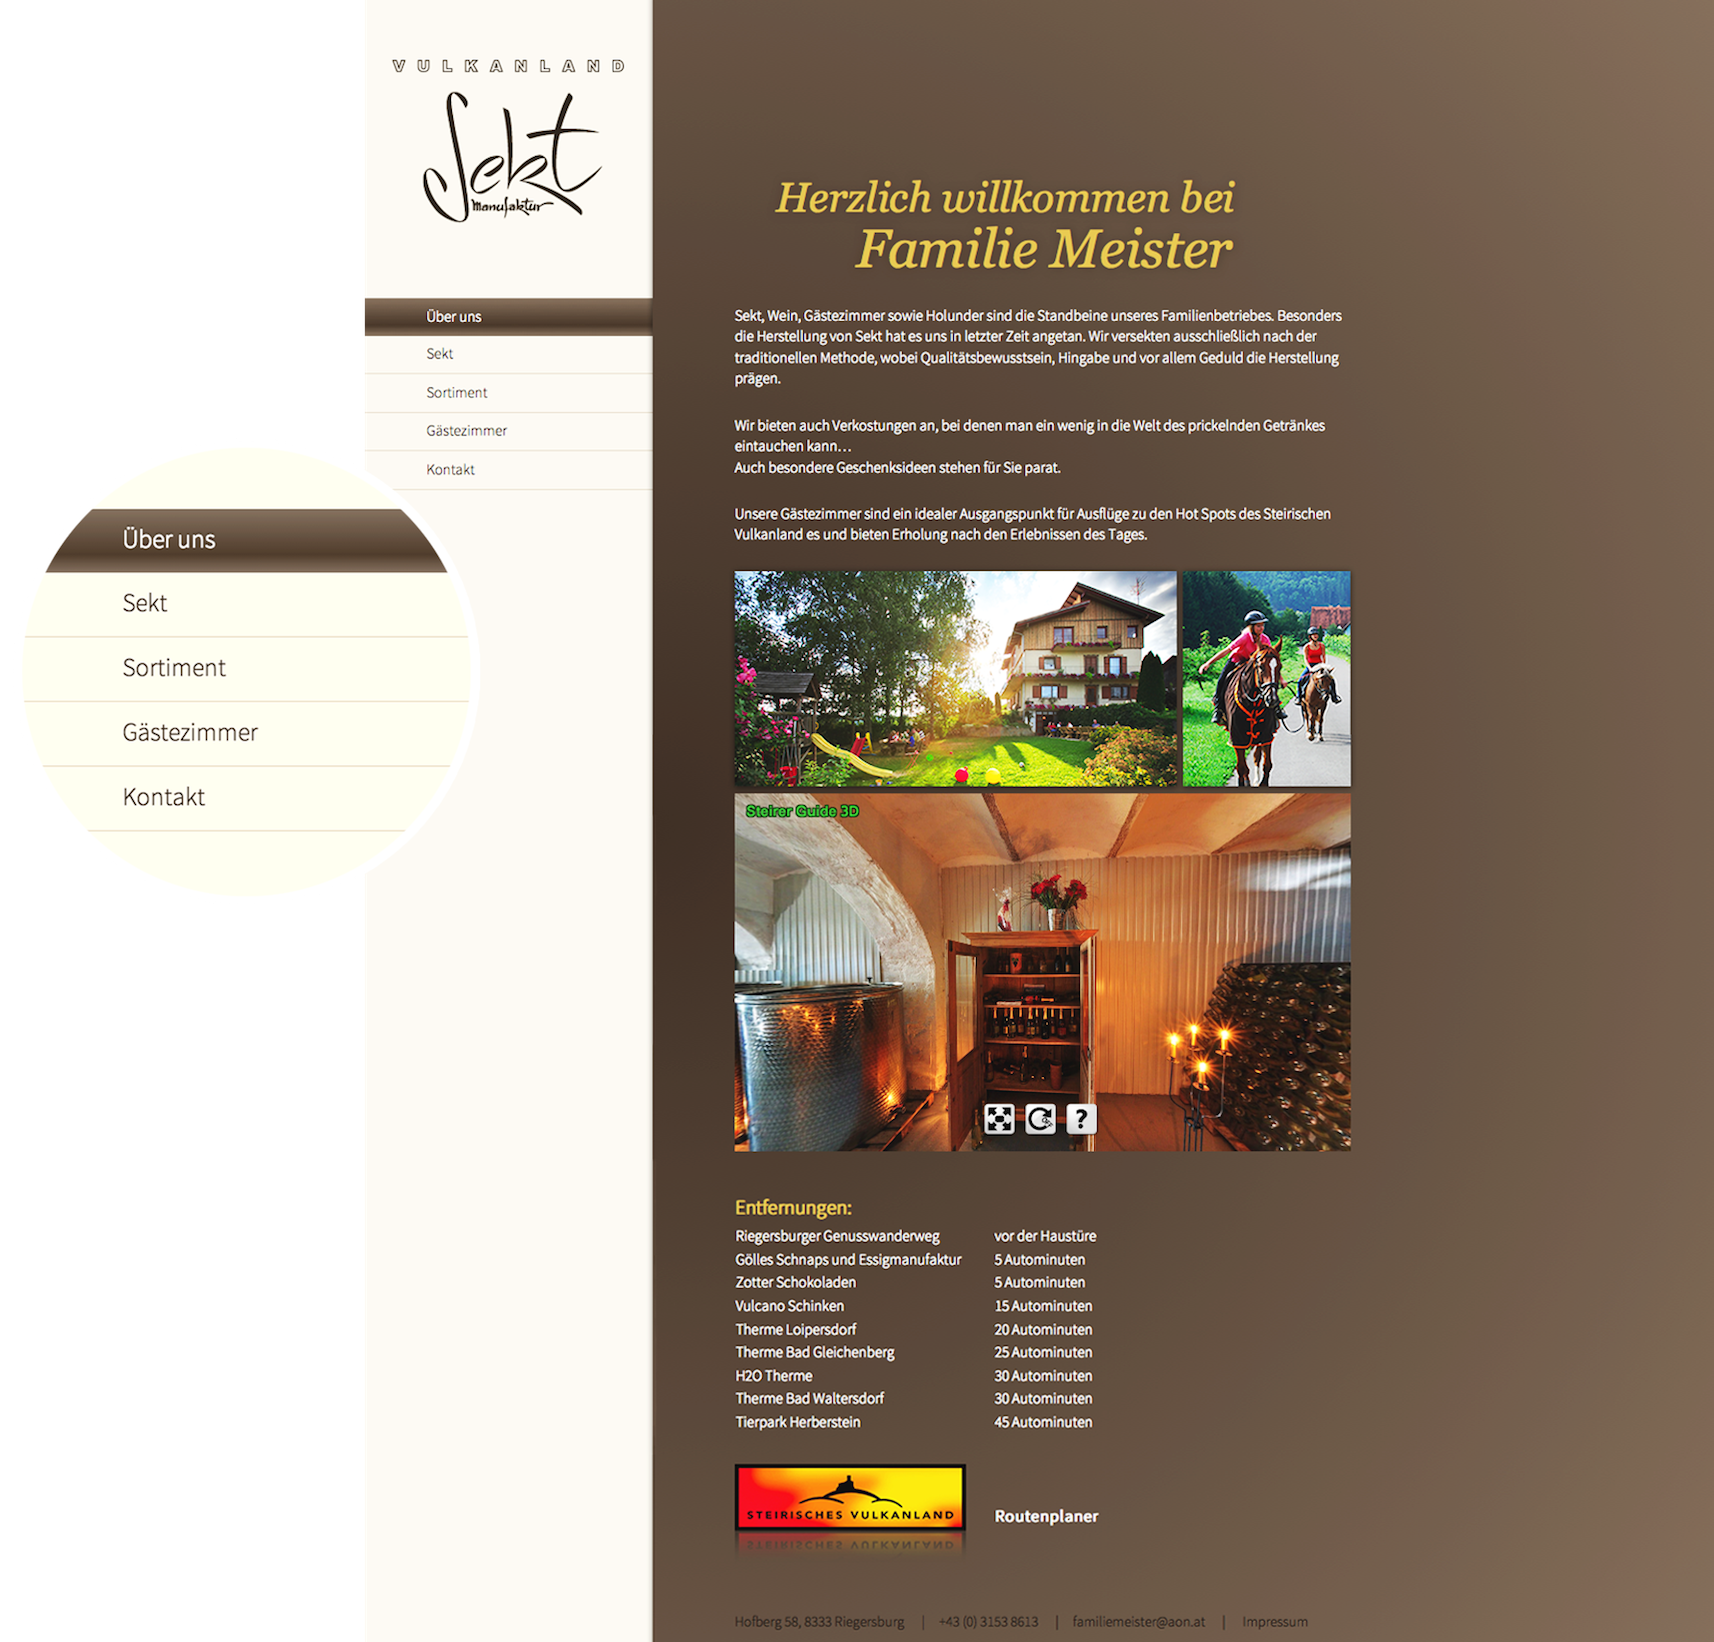 VULKANLAND
Sekt
Manufaktur
Über uns
Sekt
Sortiment
Gästezimmer
Kontakt
Über uns
Sekt
Sortiment
Gästezimmer
Kontakt
Herzlich willkommen bei
Familie Meister
Sekt, Wein, Gästezimmer sowie Holunder sind die Standbeine unseres Familienbetriebes. Besonders
die Herstellung von Sekt hat es uns in letzter Zeit angetan. Wir versekten ausschließlich nach der
traditionellen Methode, wobei Qualitätsbewusstsein, Hingabe und vor allem Geduld die Herstellung
prägen.
Wir bieten auch Verkostungen an, bei denen man ein wenig in die Welt des prickelnden Getränkes
eintauchen kann…
Auch besondere Geschenksideen stehen für Sie parat.
Unsere Gästezimmer sind ein idealer Ausgangspunkt für Ausflüge zu den Hot Spots des Steirischen
Vulkanland es und bieten Erholung nach den Erlebnissen des Tages.
Steirer Guide 3D
?
Entfernungen:
Riegersburger Genusswanderweg vor der Haustüre
Gölles Schnaps und Essigmanufaktur 5 Autominuten
Zotter Schokoladen 5 Autominuten
Vulcano Schinken 15 Autominuten
Therme Loipersdorf 20 Autominuten
Therme Bad Gleichenberg 25 Autominuten
H2O Therme 30 Autominuten
Therme Bad Waltersdorf 30 Autominuten
Tierpark Herberstein 45 Autominuten
STEIRISCHES VULKANLAND
Routenplaner
Hofberg 58, 8333 Riegersburg | +43 (0) 3153 8613 | familiemeister@aon.at | Impressum